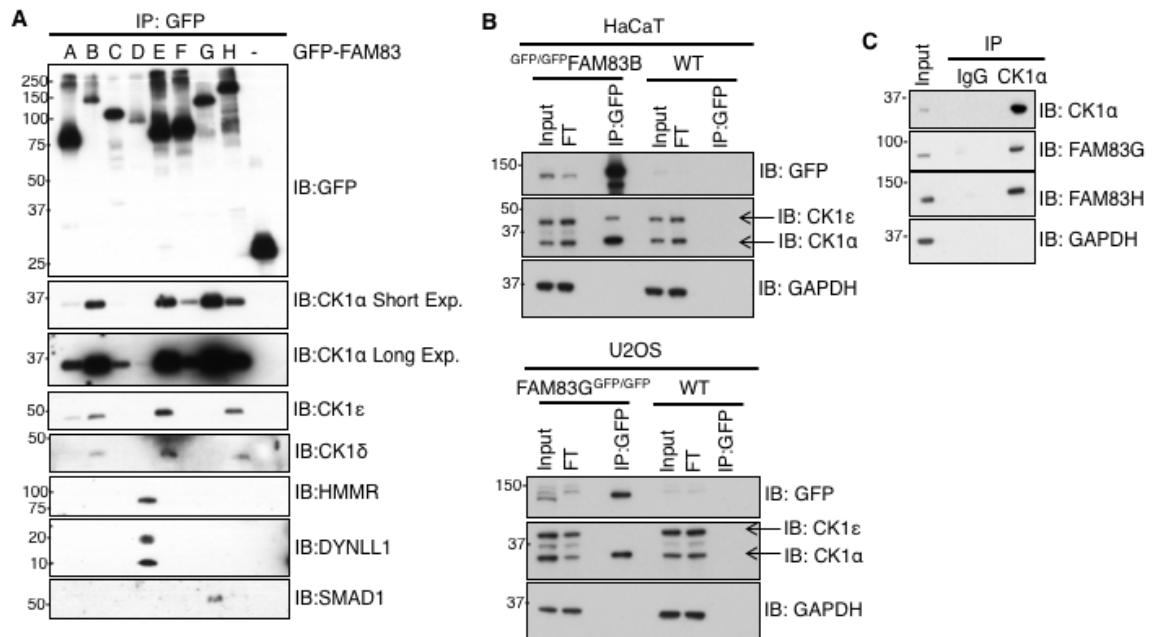 A
IP: GFP
A B C D E F G H - GFP-FAM83
250
150
100
75
50
37
25
IB:GFP
37
IB:CK1α Short Exp.
37
IB:CK1α Long Exp.
50
IB:CK1ε
50
IB:CK1δ
100
75
IB:HMMR
20
10
IB:DYNLL1
50
IB:SMAD1
B
HaCaT
GFP/GFPFAM83B WT
Input FT IP:GFP Input FT IP:GFP
150
IB: GFP
50
37
IB: CK1ε
IB: CK1α
37
IB: GAPDH
U2OS
FAM83GGFP/GFP WT
Input FT IP:GFP Input FT IP:GFP
150
IB: GFP
37
IB: CK1ε
IB: CK1α
37
IB: GAPDH
C
IP
Input IgG CK1α
37
IB: CK1α
100
IB: FAM83G
150
IB: FAM83H
37
IB: GAPDH